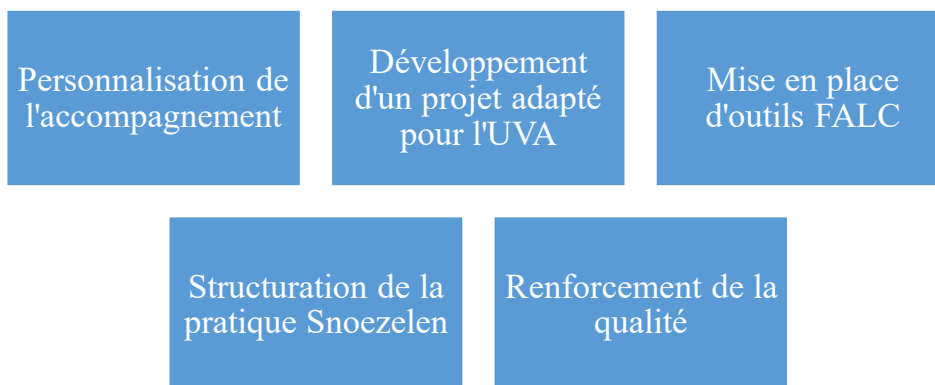 Personnalisation de
l'accompagnement
Développement
d'un projet adapté
pour l'UVA
Mise en place
d'outils FALC
Structuration de la
pratique Snoezelen
Renforcement de la
qualité